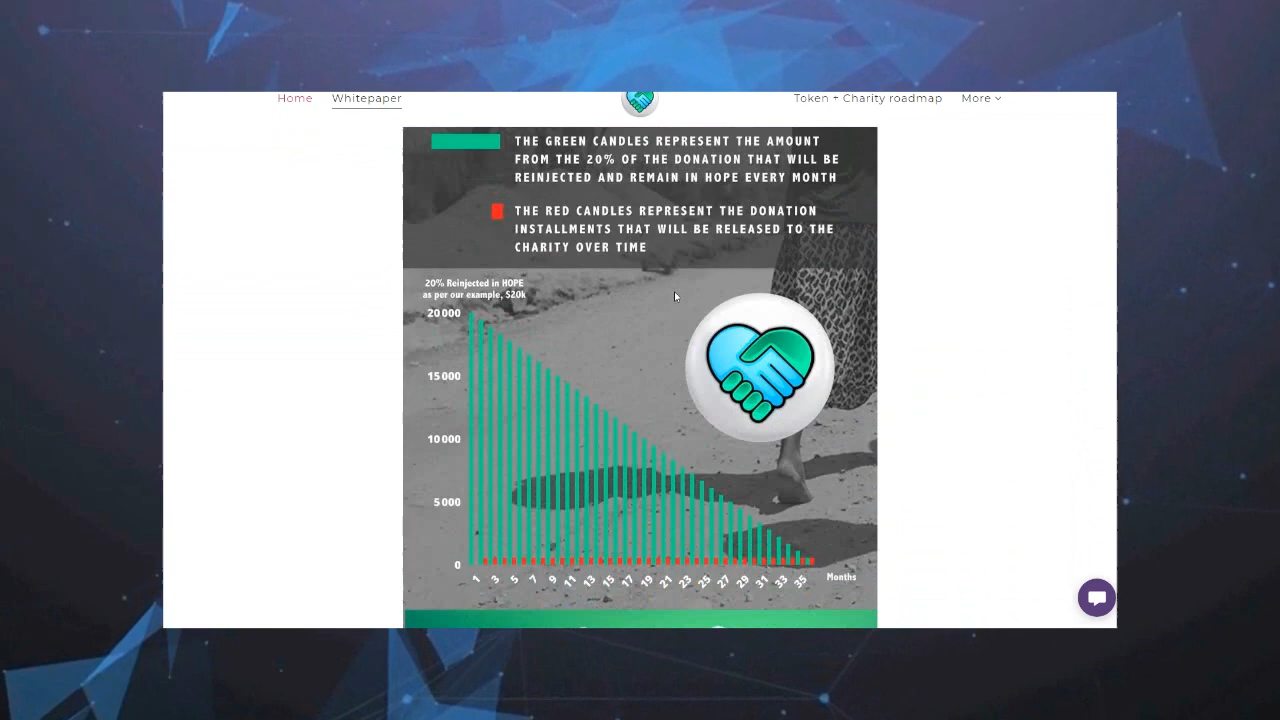 Home
Whitepaper
Token + Charity roadmap
More
THE GREEN CANDLES REPRESENT THE AMOUNT
FROM THE 20% OF THE DONATION THAT WILL BE
REINJECTED AND REMAIN IN HOPE EVERY MONTH
THE RED CANDLES REPRESENT THE DONATION
INSTALLMENTS THAT WILL BE RELEASED TO THE
CHARITY OVER TIME
20% Reinjected in HOPE
as per our example, $20k
20 000
15 000
10 000
5 000
0
1 3 5 7 9 11 13 15 17 19 21 23 25 27 29 31 33 35
Months